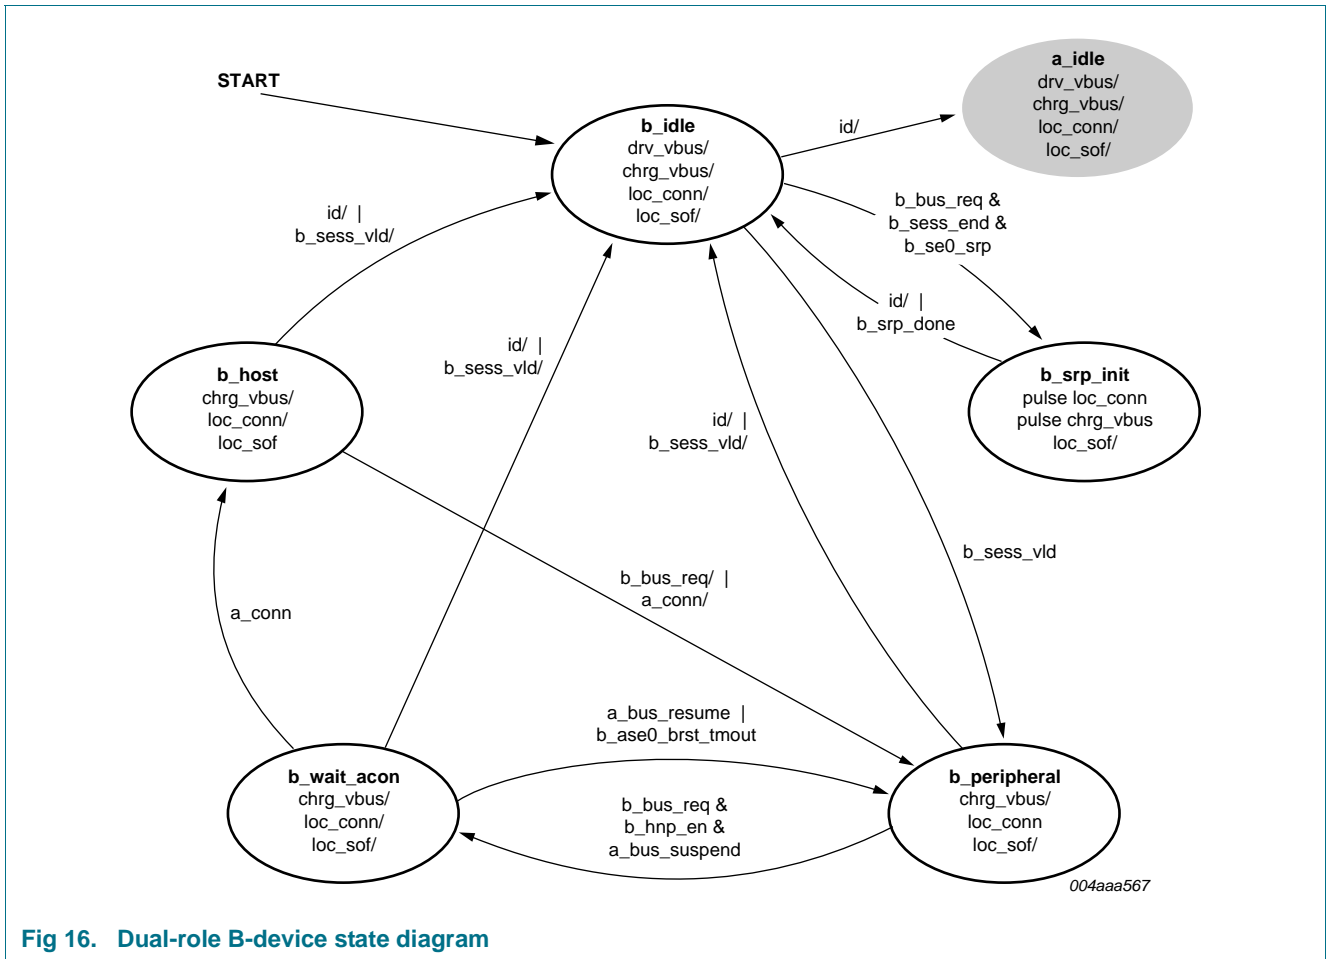 START
a_idle
drv_vbus/
chrg_vbus/
loc_conn/
loc_sof/
b_idle
drv_vbus/
chrg_vbus/
loc_conn/
loc_sof/
id/
b_bus_req &
b_sess_end &
b_se0_srp
id/ |
b_sess_vld/
id/ |
b_srp_done
id/ |
b_sess_vld/
b_host
chrg_vbus/
loc_conn/
loc_sof
b_srp_init
pulse loc_conn
pulse chrg_vbus
loc_sof/
id/ |
b_sess_vld/
b_sess_vld
b_bus_req/ |
a_conn/
a_conn
a_bus_resume |
b_ase0_brst_tmout
b_wait_acon
chrg_vbus/
loc_conn/
loc_sof/
b_bus_req &
b_hnp_en &
a_bus_suspend
b_peripheral
chrg_vbus/
loc_conn
loc_sof/
004aaa567
Fig 16. Dual-role B-device state diagram